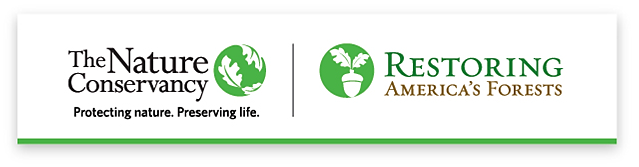 The Nature
Conservancy
Protecting nature. Preserving life.
RESTORING
AMERICA'S FORESTS